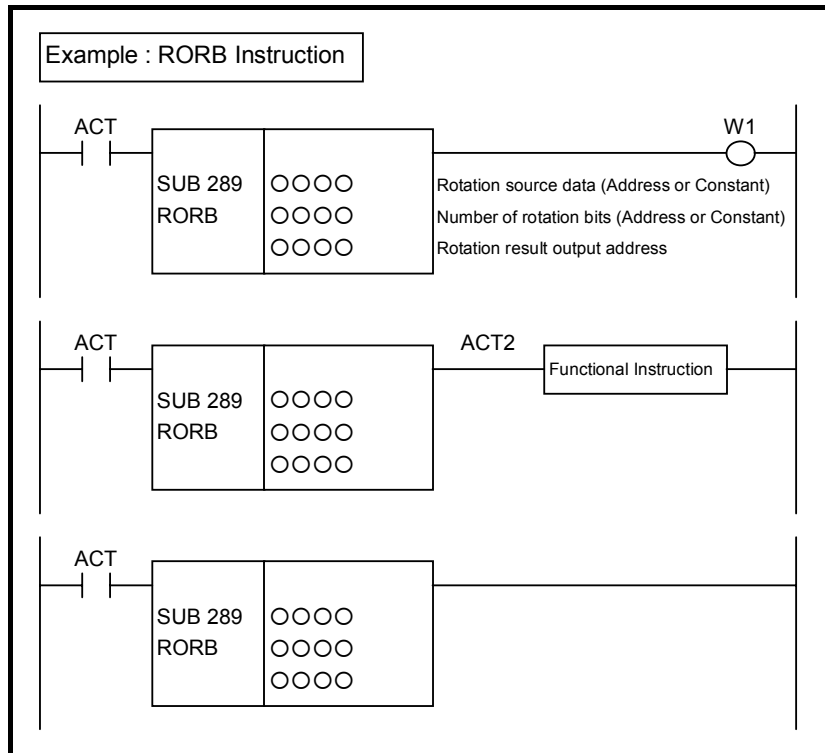 Example : RORB Instruction
ACT
W1
SUB 289 ○○○○ Rotation source data (Address or Constant)
RORB ○○○○ Number of rotation bits (Address or Constant)
○○○○ Rotation result output address
ACT
ACT2
Functional Instruction
SUB 289 ○○○○
RORB ○○○○
○○○○
ACT
SUB 289 ○○○○
RORB ○○○○
○○○○